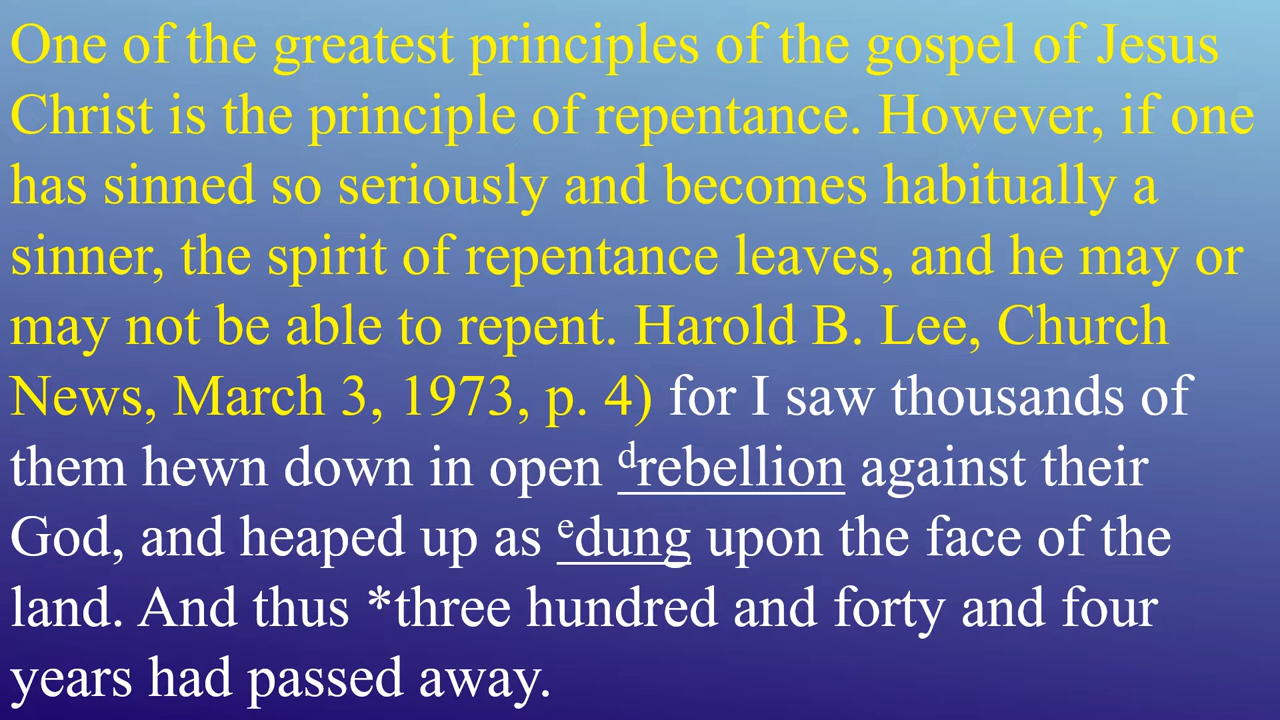 One of the greatest principles of the gospel of Jesus
Christ is the principle of repentance. However, if one
has sinned so seriously and becomes habitually a
sinner, the spirit of repentance leaves, and he may or
may not be able to repent. Harold B. Lee, Church
News, March 3, 1973, p. 4) for I saw thousands of
them hewn down in open ᵈrebellion against their
God, and heaped up as ᵉdung upon the face of the
land. And thus *three hundred and forty and four
years had passed away.